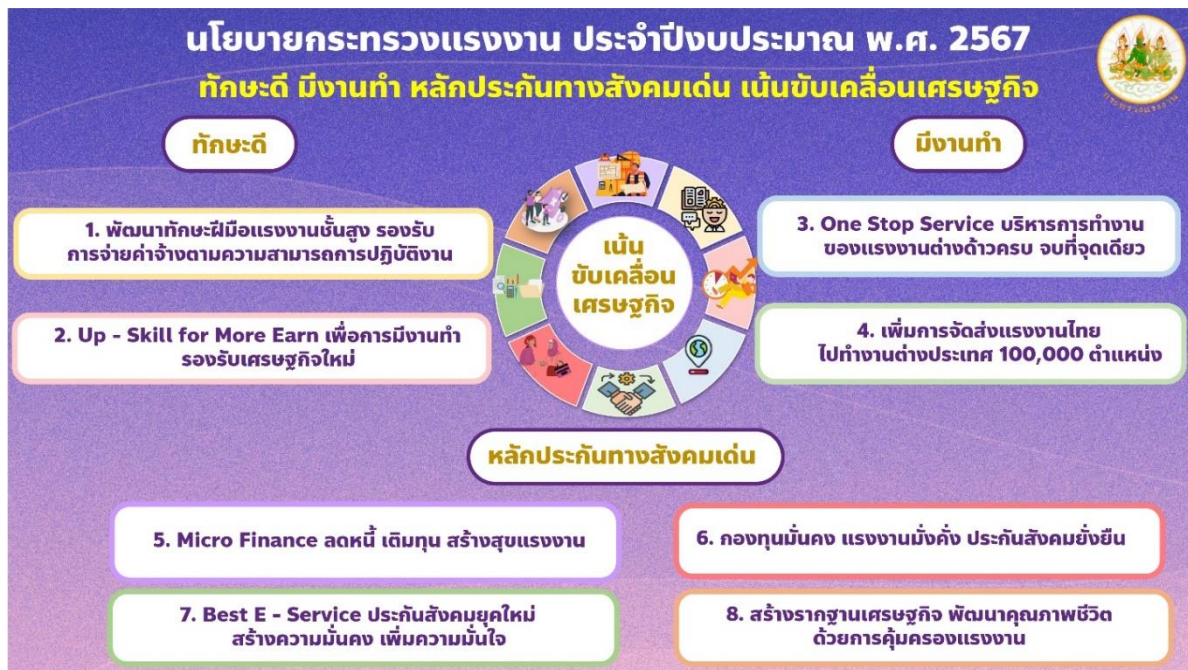 นโยบายกระทรวงแรงงาน ประจำปีงบประมาณ พ.ศ. 2567
ทักษะดี มีงานทำ หลักประกันทางสังคมเด่น เน้นขับเคลื่อนเศรษฐกิจ
กระทรวงแรงงาน
ทักษะดี
มีงานทำ
1. พัฒนาทักษะฝีมือแรงงานชั้นสูง รองรับ
การจ่ายค่าจ้างตามความสามารถการปฏิบัติงาน
2. Up - Skill for More Earn เพื่อการมีงานทำ
รองรับเศรษฐกิจใหม่
เน้น
ขับเคลื่อน
เศรษฐกิจ
3. One Stop Service บริหารการทำงาน
ของแรงงานต่างด้าวครบ จบที่จุดเดียว
4. เพิ่มการจัดส่งแรงงานไทย
ไปทำงานต่างประเทศ 100,000 ตำแหน่ง
หลักประกันทางสังคมเด่น
5. Micro Finance ลดหนี้ เติมทุน สร้างสุขแรงงาน
6. กองทุนมั่นคง แรงงานมั่งคั่ง ประกันสังคมยั่งยืน
7. Best E - Service ประกันสังคมยุคใหม่
สร้างความมั่นคง เพิ่มความมั่นใจ
8. สร้างรากฐานเศรษฐกิจ พัฒนาคุณภาพชีวิต
ด้วยการคุ้มครองแรงงาน